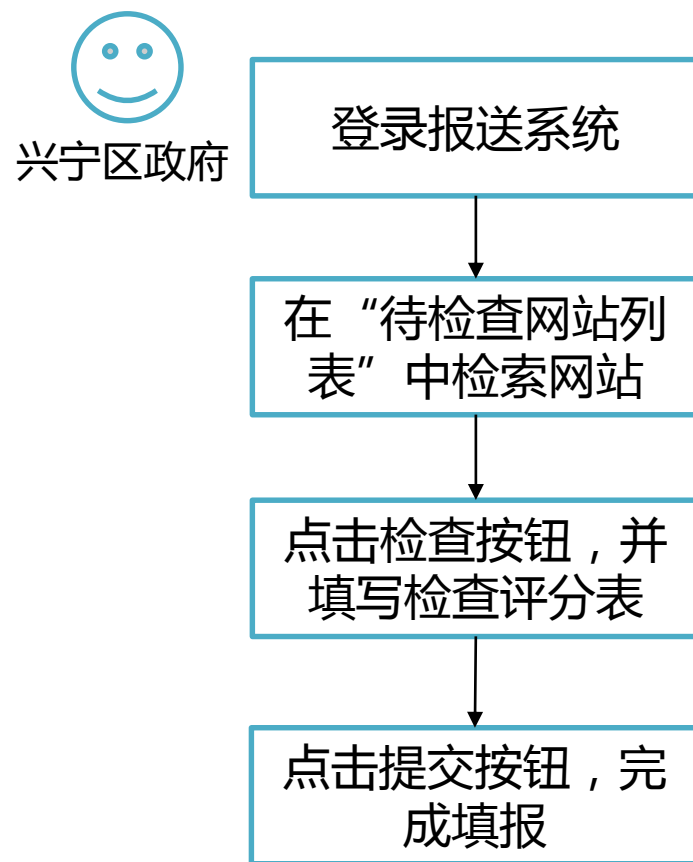 兴宁区政府
登录报送系统
在“待检查网站列
表”中检索网站
点击检查按钮，并
填写检查评分表
点击提交按钮，完
成填报